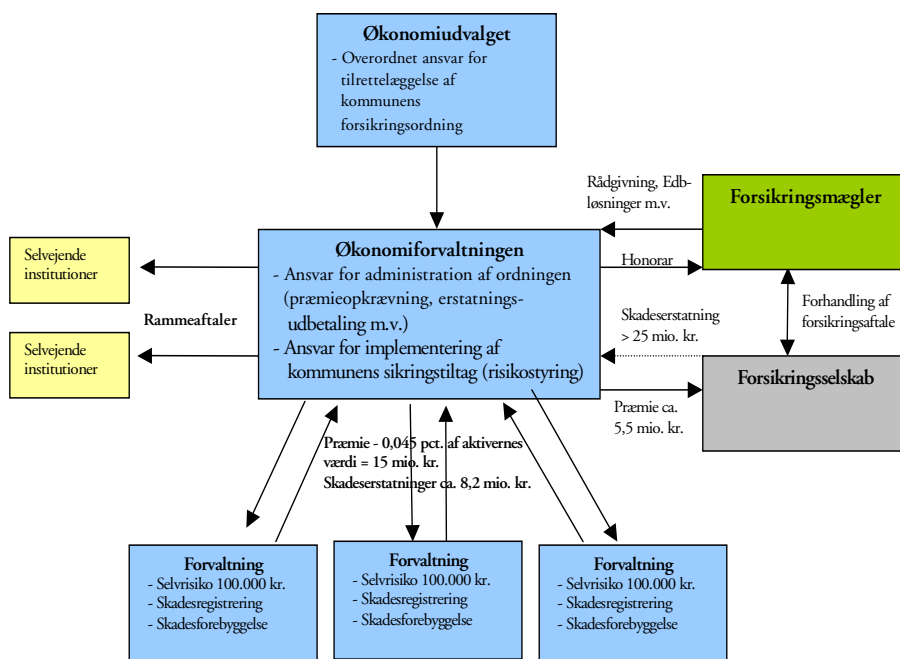 Økonomiudvalget
- Overordnet ansvar for
tilrettelæggelse af
kommunens
forsikringsordning
Rådgivning, Edb-
løsninger m.v.
Forsikringsmægler
Selvejende
institutioner
Økonomiforvaltningen
- Ansvar for administration af ordningen
(præmieopkrævning, erstatnings-
udbetaling m.v.)
- Ansvar for implementering af
kommunens sikringstiltag (risikostyring)
Honorar
Rammeaftaler
Skadeserstatning
> 25 mio. kr.
Forhandling af
forsikringsaftale
Selvejende
institutioner
Forsikringsselskab
Præmie ca.
5,5 mio. kr.
Præmie - 0,045 pct. af aktivernes
værdi = 15 mio. kr.
Skadeserstatninger ca. 8,2 mio. kr.
Forvaltning
- Selvrisiko 100.000 kr.
- Skadesregistrering
- Skadesforebyggelse
Forvaltning
- Selvrisiko 100.000 kr.
- Skadesregistrering
- Skadesforebyggelse
Forvaltning
- Selvrisiko 100.000 kr.
- Skadesregistrering
- Skadesforebyggelse